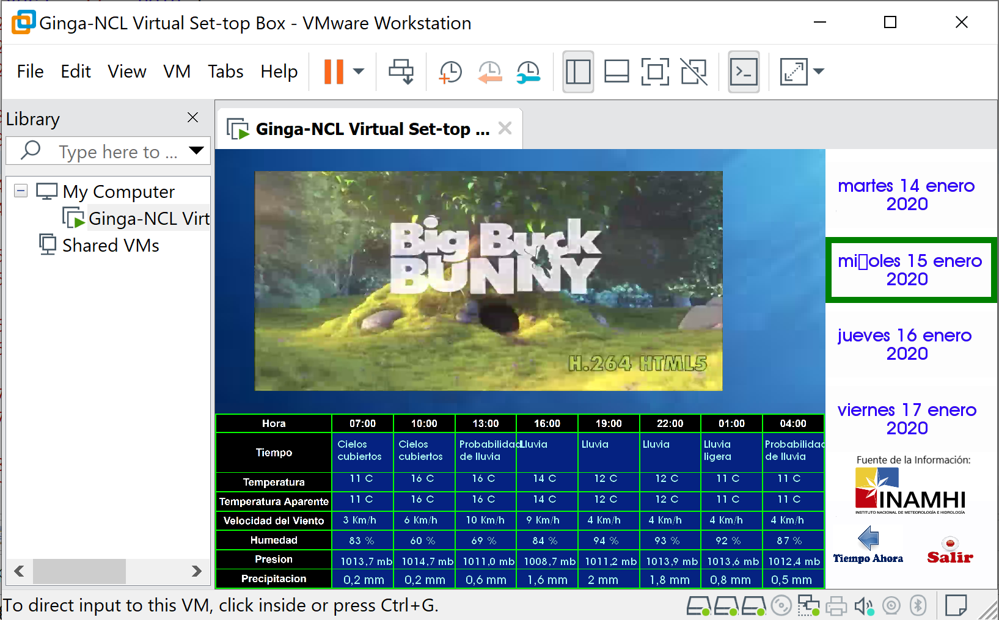 Ginga-NCL Virtual Set-top Box - VMware Workstation
File Edit View VM Tabs Help
Library
Type here to ...
My Computer
Ginga-NCL Virt
Shared VMs
Ginga-NCL Virtual Set-top ...
Big Buck
BUNNY
H.264 HTML5
martes 14 enero
2020
mi▯oles 15 enero
2020
jueves 16 enero
2020
viernes 17 enero
2020
Fuente de la Información:
INAMHI
INSTITUTO NACIONAL DE METEOROLOGÍA E HIDROLOGÍA
Tiempo Ahora
Salir
Hora 07:00 10:00 13:00 16:00 19:00 22:00 01:00 04:00
Tiempo Cielos cubiertos Cielos cubiertos Probabilidad de lluvia Lluvia Lluvia Lluvia Lluvia ligera Probabilidad de lluvia
Temperatura 11 C 16 C 16 C 14 C 12 C 12 C 11 C 11 C
Temperatura Aparente 11 C 16 C 16 C 14 C 12 C 12 C 11 C 11 C
Velocidad del Viento 3 Km/h 6 Km/h 10 Km/h 9 Km/h 4 Km/h 4 Km/h 4 Km/h 4 Km/h
Humedad 83 % 60 % 69 % 84 % 94 % 93 % 92 % 87 %
Presion 1013,7 mb 1014,7 mb 1011,0 mb 1008,7 mb 1011,2 mb 1013,9 mb 1013,6 mb 1012,4 mb
Precipitacion 0,2 mm 0,2 mm 0,6 mm 1,6 mm 2 mm 1,8 mm 0,8 mm 0,5 mm
To direct input to this VM, click inside or press Ctrl+G.